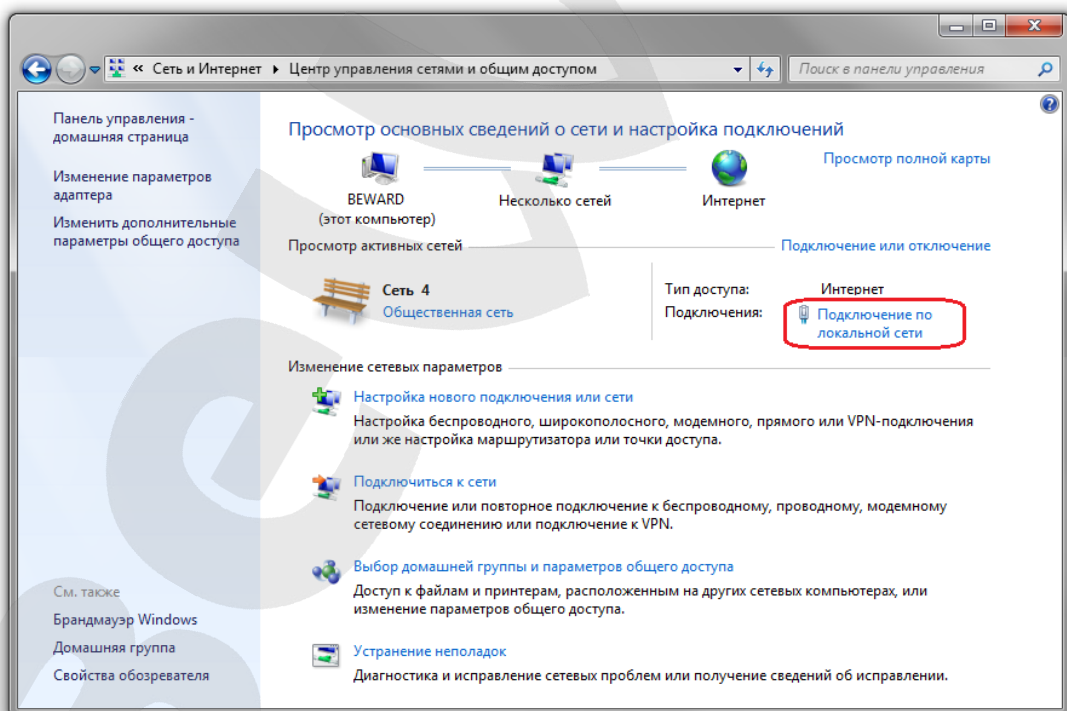 « Сеть и Интернет ▸ Центр управления сетями и общим доступом
Поиск в панели управления
Панель управления -
домашняя страница
Изменение параметров
адаптера
Изменить дополнительные
параметры общего доступа
См. также
Брандмауэр Windows
Домашняя группа
Свойства обозревателя
Просмотр основных сведений о сети и настройка подключений
Просмотр полной карты
BEWARD
(этот компьютер)
Несколько сетей
Интернет
Просмотр активных сетей
Подключение или отключение
Сеть 4
Общественная сеть
Тип доступа: Интернет
Подключения: Подключение по
локальной сети
Изменение сетевых параметров
Настройка нового подключения или сети
Настройка беспроводного, широкополосного, модемного, прямого или VPN-подключения
или же настройка маршрутизатора или точки доступа.
Подключиться к сети
Подключение или повторное подключение к беспроводному, проводному, модемному
сетевому соединению или подключение к VPN.
Выбор домашней группы и параметров общего доступа
Доступ к файлам и принтерам, расположенным на других сетевых компьютерах, или
изменение параметров общего доступа.
Устранение неполадок
Диагностика и исправление сетевых проблем или получение сведений об исправлении.